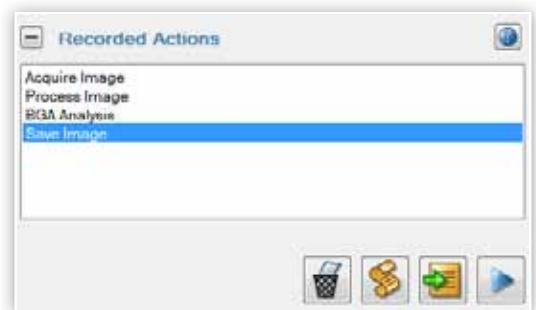 Recorded Actions
Acquire Image
Process Image
BGA Analysis
Save Image